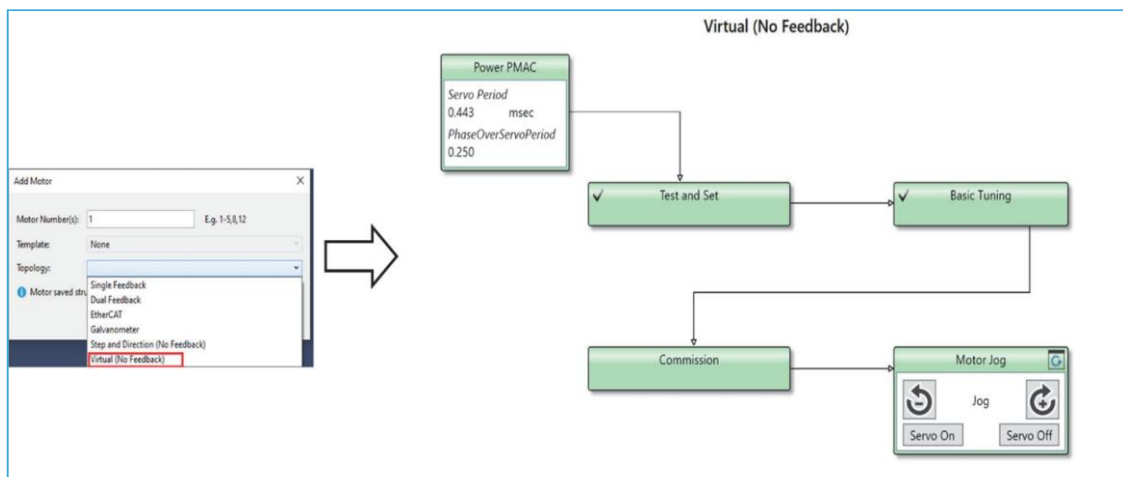 Virtual (No Feedback)
Power PMAC
Servo Period
0.443 msec
PhaseOverServoPeriod
0.250
Test and Set
Basic Tuning
Commission
Motor Jog
Jog
Servo On Servo Off
Add Motor X
Motor Number(s): 1 E.g. 1-5,8,12
Template: None
Topology:
Single Feedback
Motor saved stru
Dual Feedback
EtherCAT
Galvanometer
Step and Direction (No Feedback)
Virtual (No Feedback)